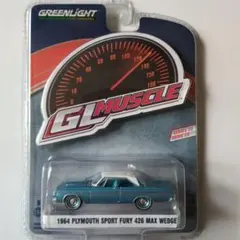 GREENLIGHT
GL MUSCLE
1964 PLYMOUTH SPORT FURY 426 MAX WEDGE